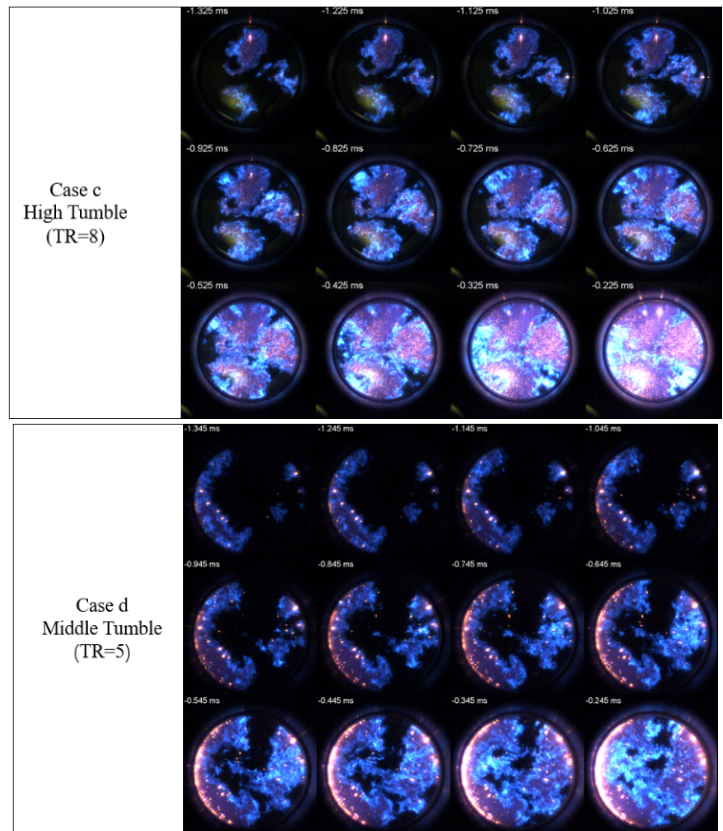 -1.325 ms -1.225 ms -1.125 ms -1.025 ms
-0.925 ms -0.825 ms -0.725 ms -0.625 ms
Case c
High Tumble
(TR=8)
-0.525 ms -0.425 ms -0.325 ms -0.225 ms
-1.345 ms -1.245 ms -1.145 ms -1.045 ms
-0.945 ms -0.845 ms -0.745 ms -0.645 ms
Case d
Middle Tumble
(TR=5)
-0.545 ms -0.445 ms -0.345 ms -0.245 ms